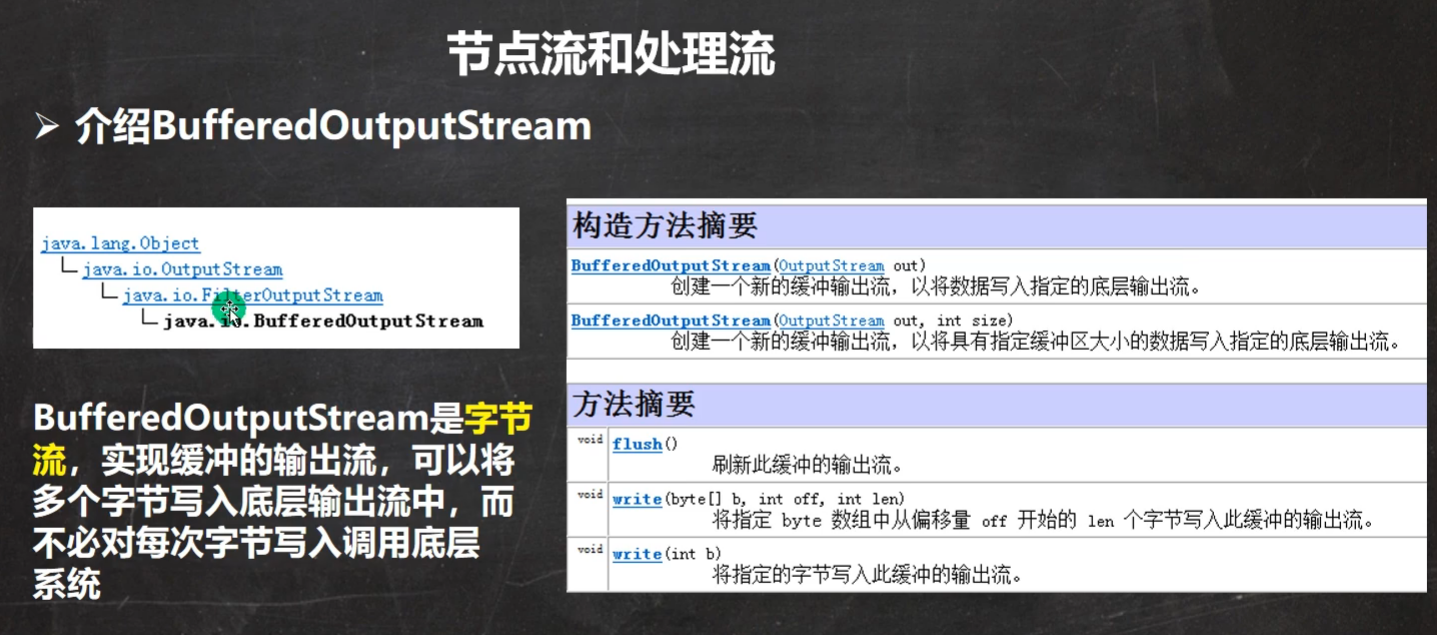 节点流和处理流
➢ 介绍BufferedOutputStream
java.lang.Object
java.io.OutputStream
java.io.FilterOutputStream
java.io.BufferedOutputStream
BufferedOutputStream是字节
流，实现缓冲的输出流，可以将
多个字节写入底层输出流中，而
不必对每次字节写入调用底层
系统
构造方法摘要
BufferedOutputStream(OutputStream out)
创建一个新的缓冲输出流，以将数据写入指定的底层输出流。
BufferedOutputStream(OutputStream out, int size)
创建一个新的缓冲输出流，以将具有指定缓冲区大小的数据写入指定的底层输出流。
方法摘要
void flush()
刷新此缓冲的输出流。
void write(byte[] b, int off, int len)
将指定 byte 数组中从偏移量 off 开始的 len 个字节写入此缓冲的输出流。
void write(int b)
将指定的字节写入此缓冲的输出流。